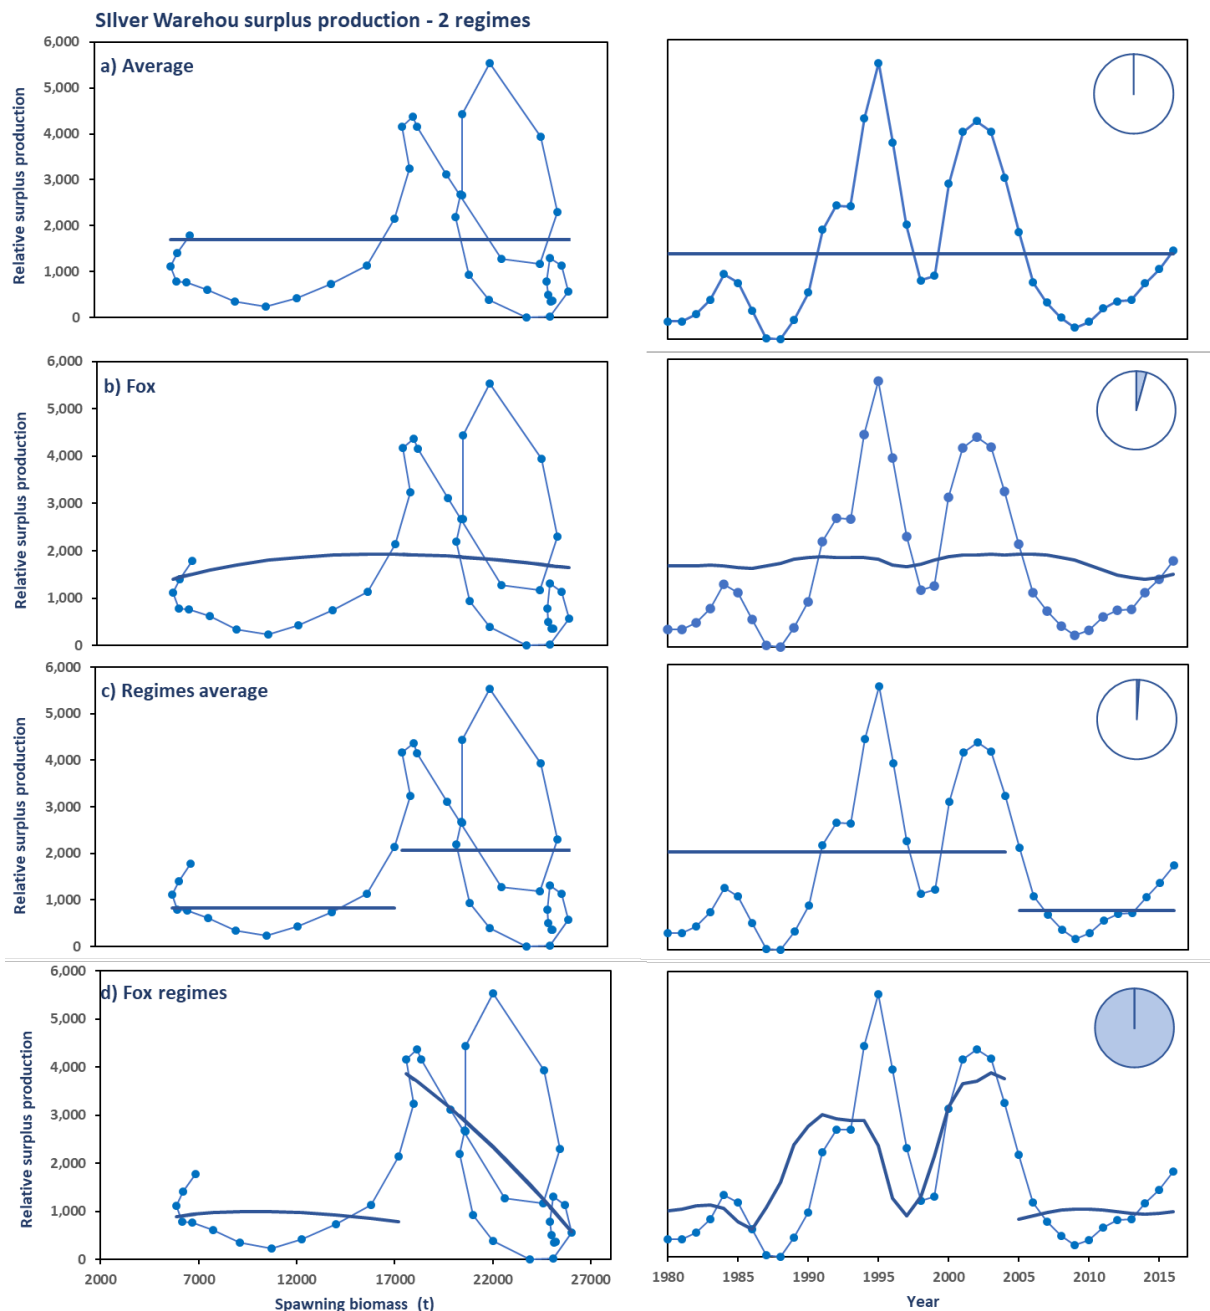 SIlver Warehou surplus production - 2 regimes
a) Average
Relative surplus production
6,000
5,000
4,000
3,000
2,000
1,000
0
b) Fox
Relative surplus production
6,000
5,000
4,000
3,000
2,000
1,000
0
c) Regimes average
Relative surplus production
6,000
5,000
4,000
3,000
2,000
1,000
0
d) Fox regimes
Relative surplus production
6,000
5,000
4,000
3,000
2,000
1,000
0
2000 7000 12000 17000 22000 27000
Spawning biomass (t)
1980 1985 1990 1995 2000 2005 2010 2015
Year